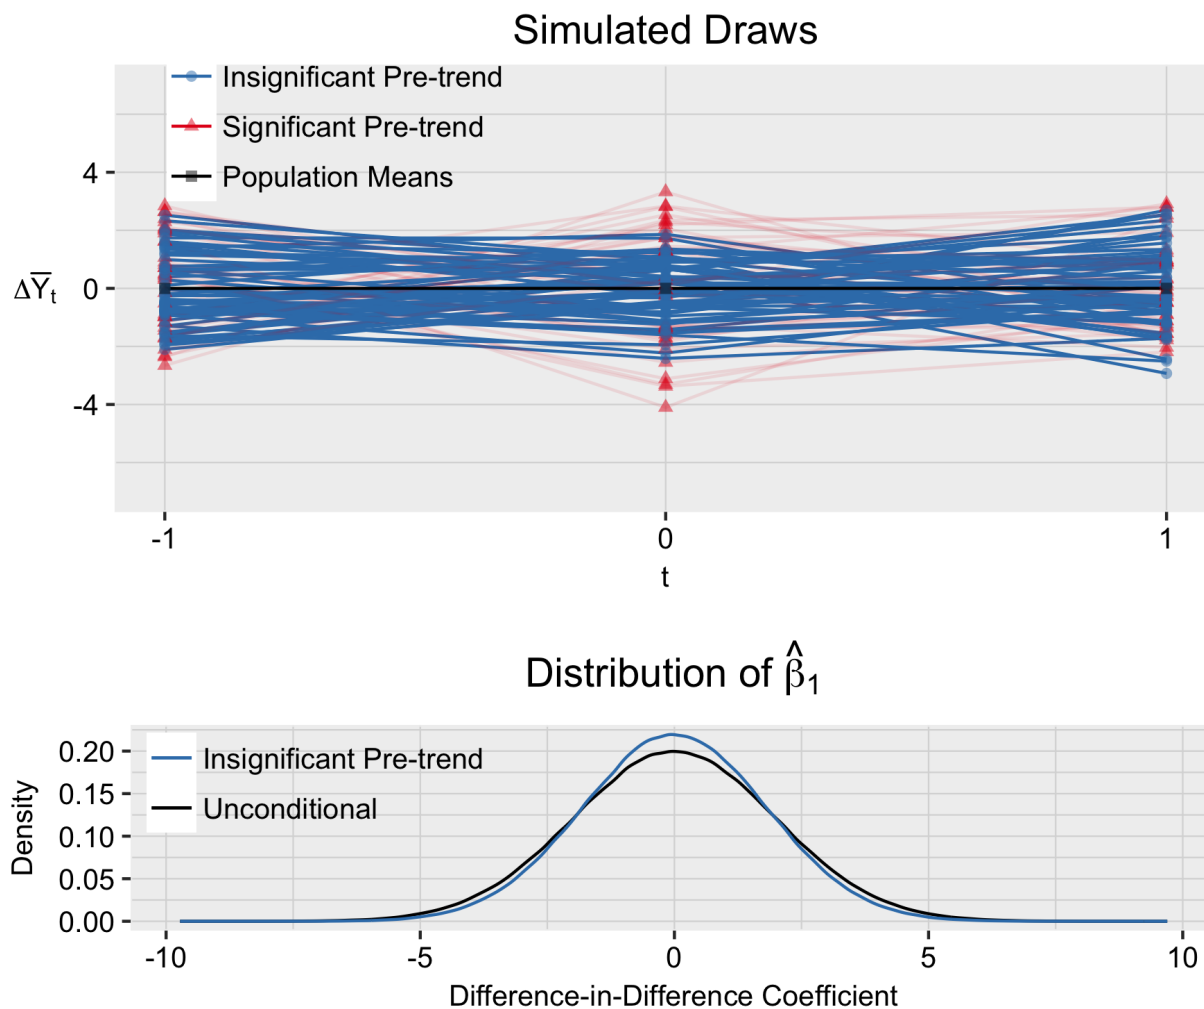 Simulated Draws
Insignificant Pre-trend
Significant Pre-trend
Population Means
4
0
-4
ΔY̅ₜ
-1
0
1
t
Distribution of β̂₁
Insignificant Pre-trend
Unconditional
0.20
0.15
0.10
0.05
0.00
Density
-10
-5
0
5
10
Difference-in-Difference Coefficient